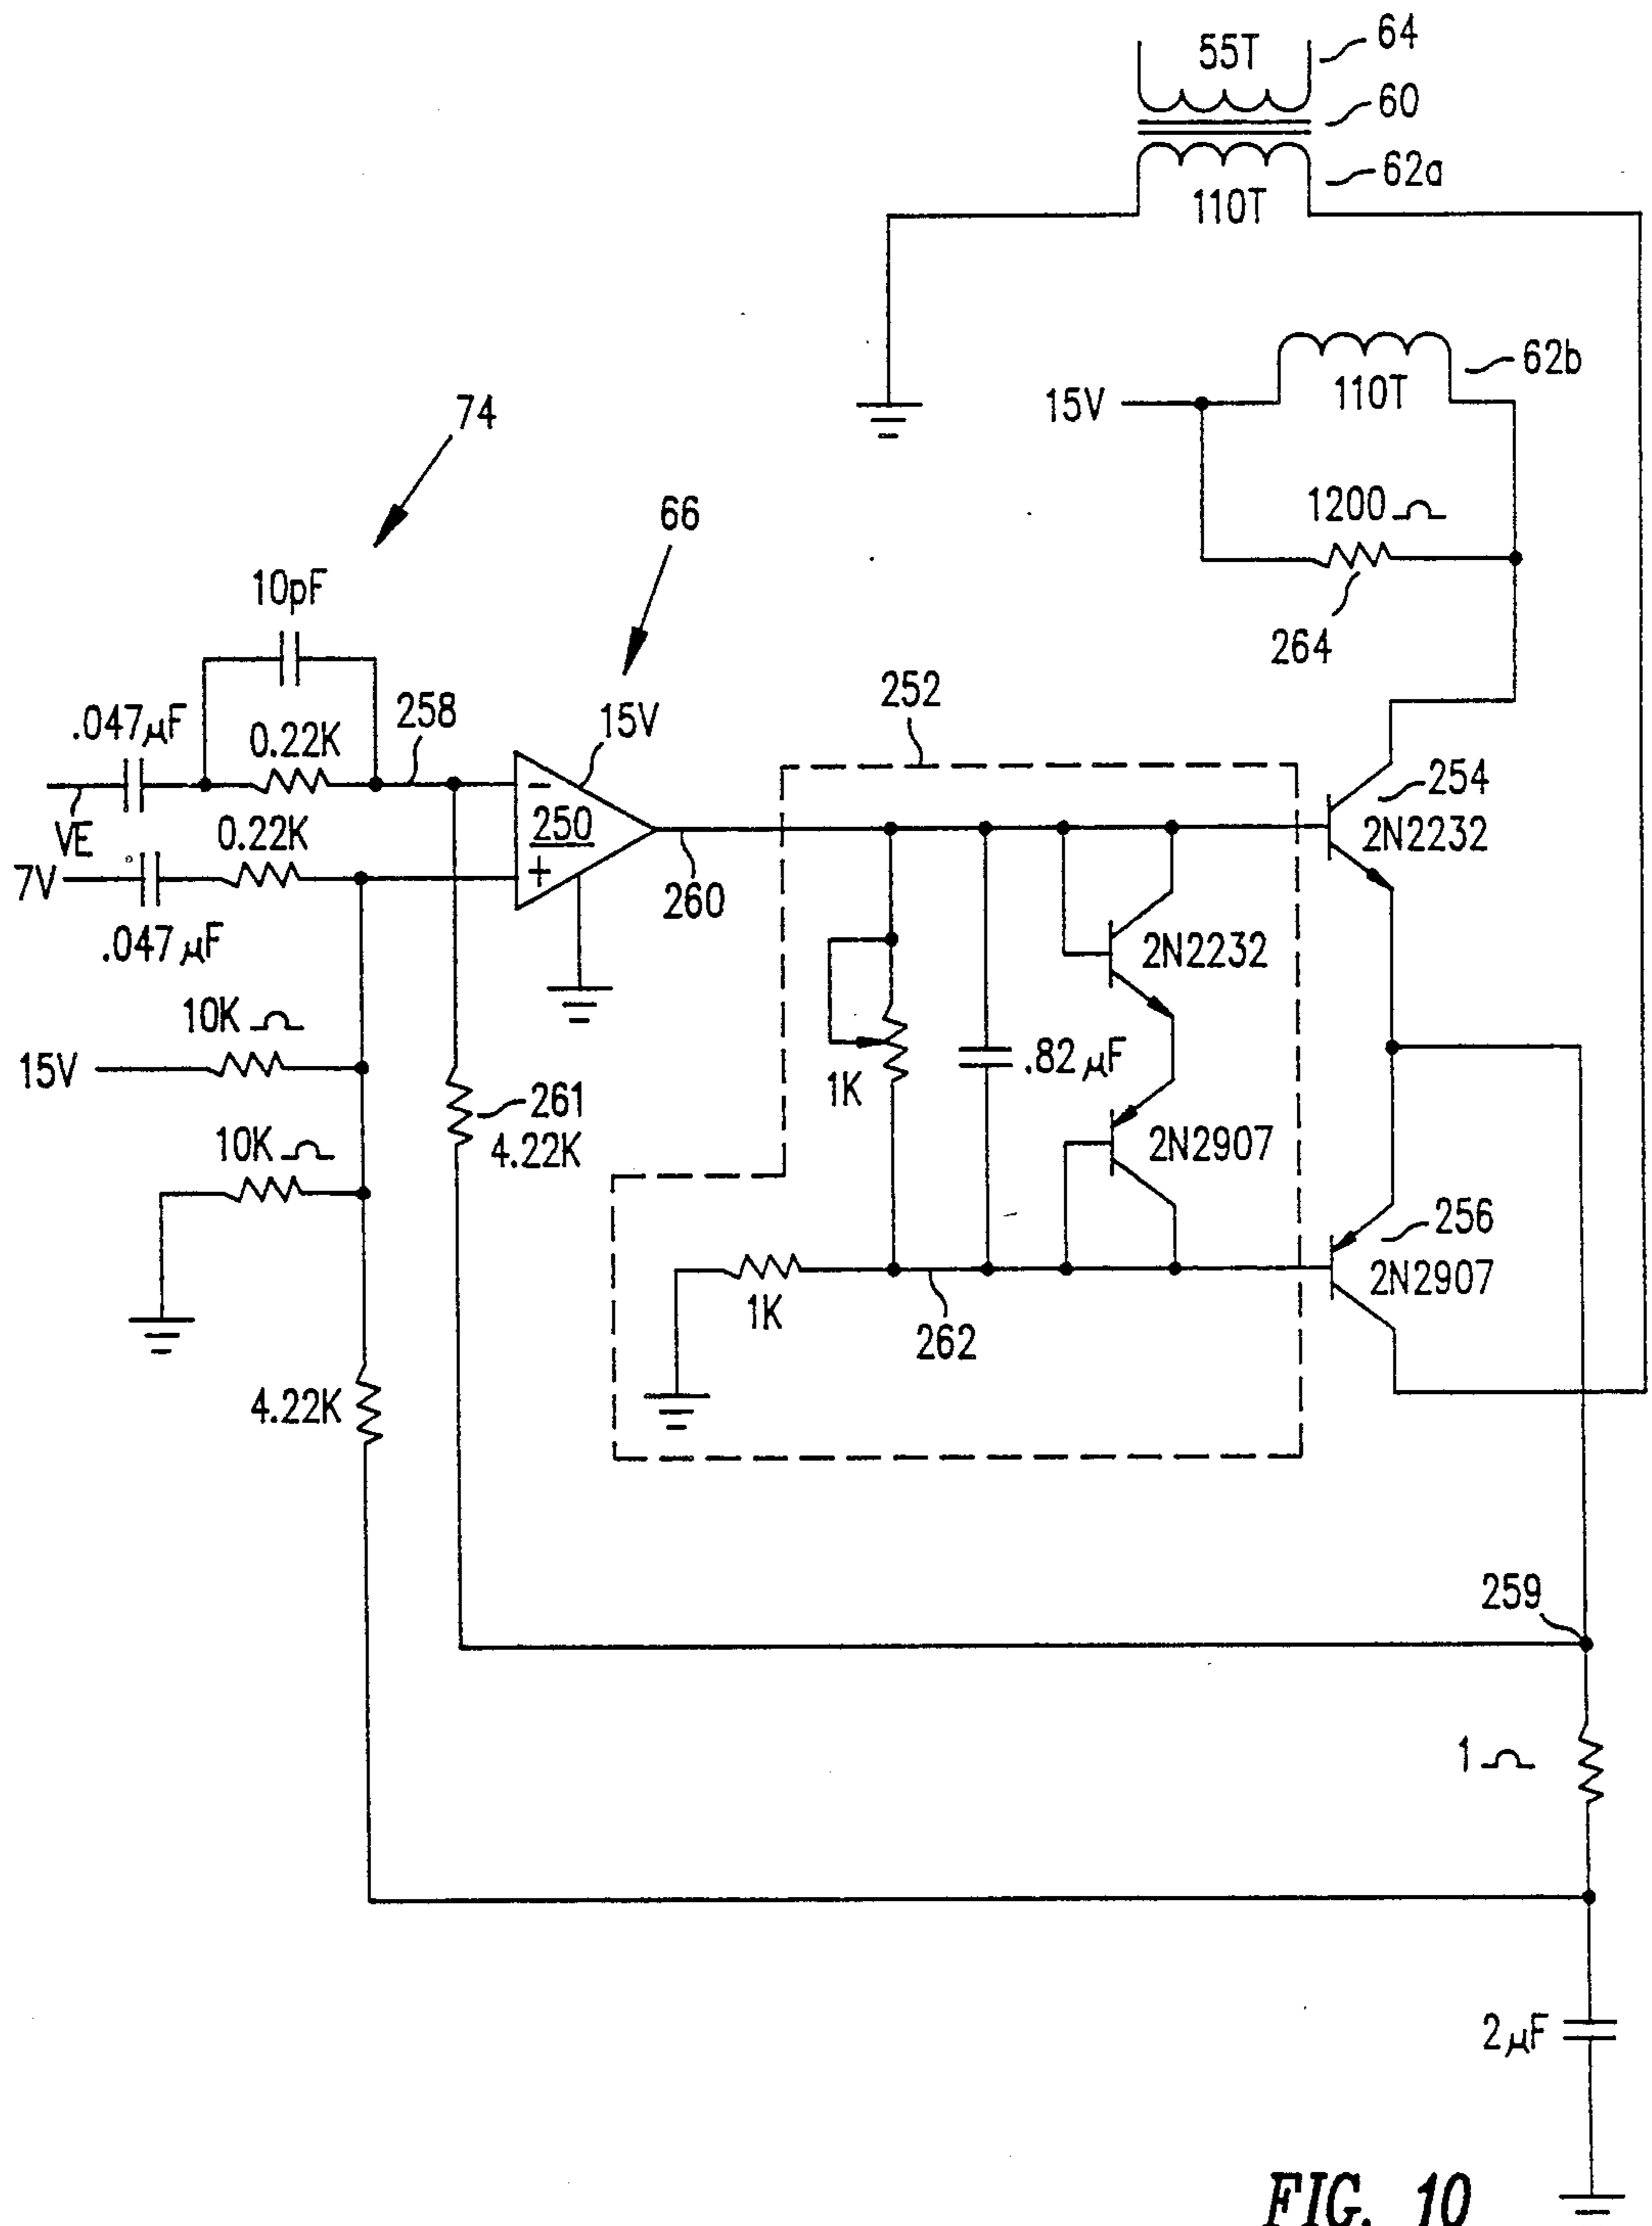 64
55T
60
62a
110T
62b
15V
110T
74
66
1200
264
10pF
252
15V
258
.047μF
0.22K
254
2N2232
VE
0.22K
250
-
+
7V
260
.047μF
2N2232
10K
15V
1K
.82μF
261
4.22K
10K
2N2907
256
2N2907
1K
262
4.22K
259
1
2μF
FIG. 10